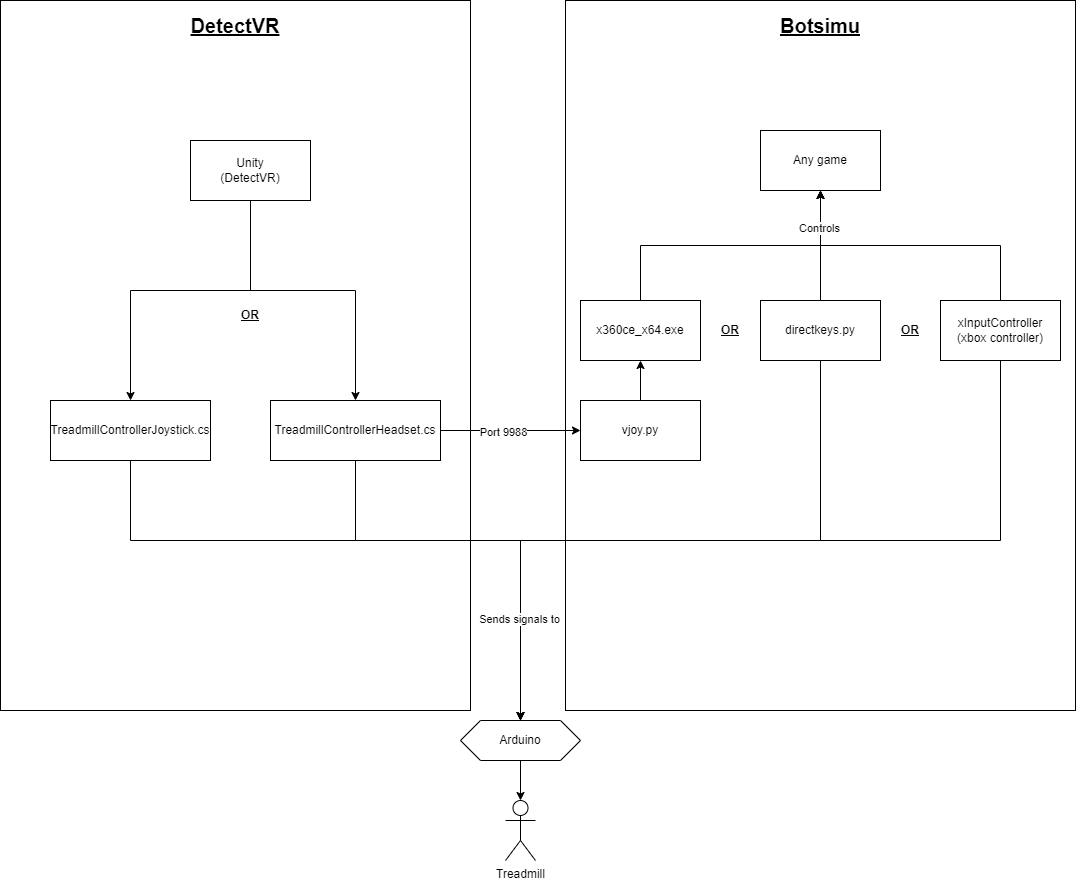 DetectVR
Botsimu
Unity
(DetectVR)
Any game
Controls
OR
x360ce_x64.exe
OR
directkeys.py
OR
xInputController
(xbox controller)
TreadmillControllerJoystick.cs
TreadmillControllerHeadset.cs
Port 9988
vjoy.py
Sends signals to
Arduino
Treadmill